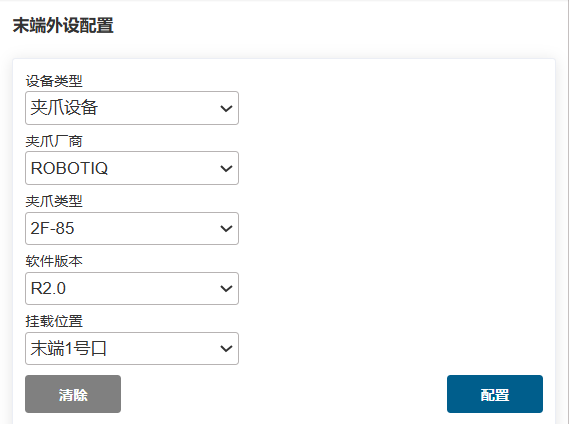 末端外设配置
设备类型
夹爪设备
夹爪厂商
ROBOTIQ
夹爪类型
2F-85
软件版本
R2.0
挂载位置
末端1号口
清除
配置